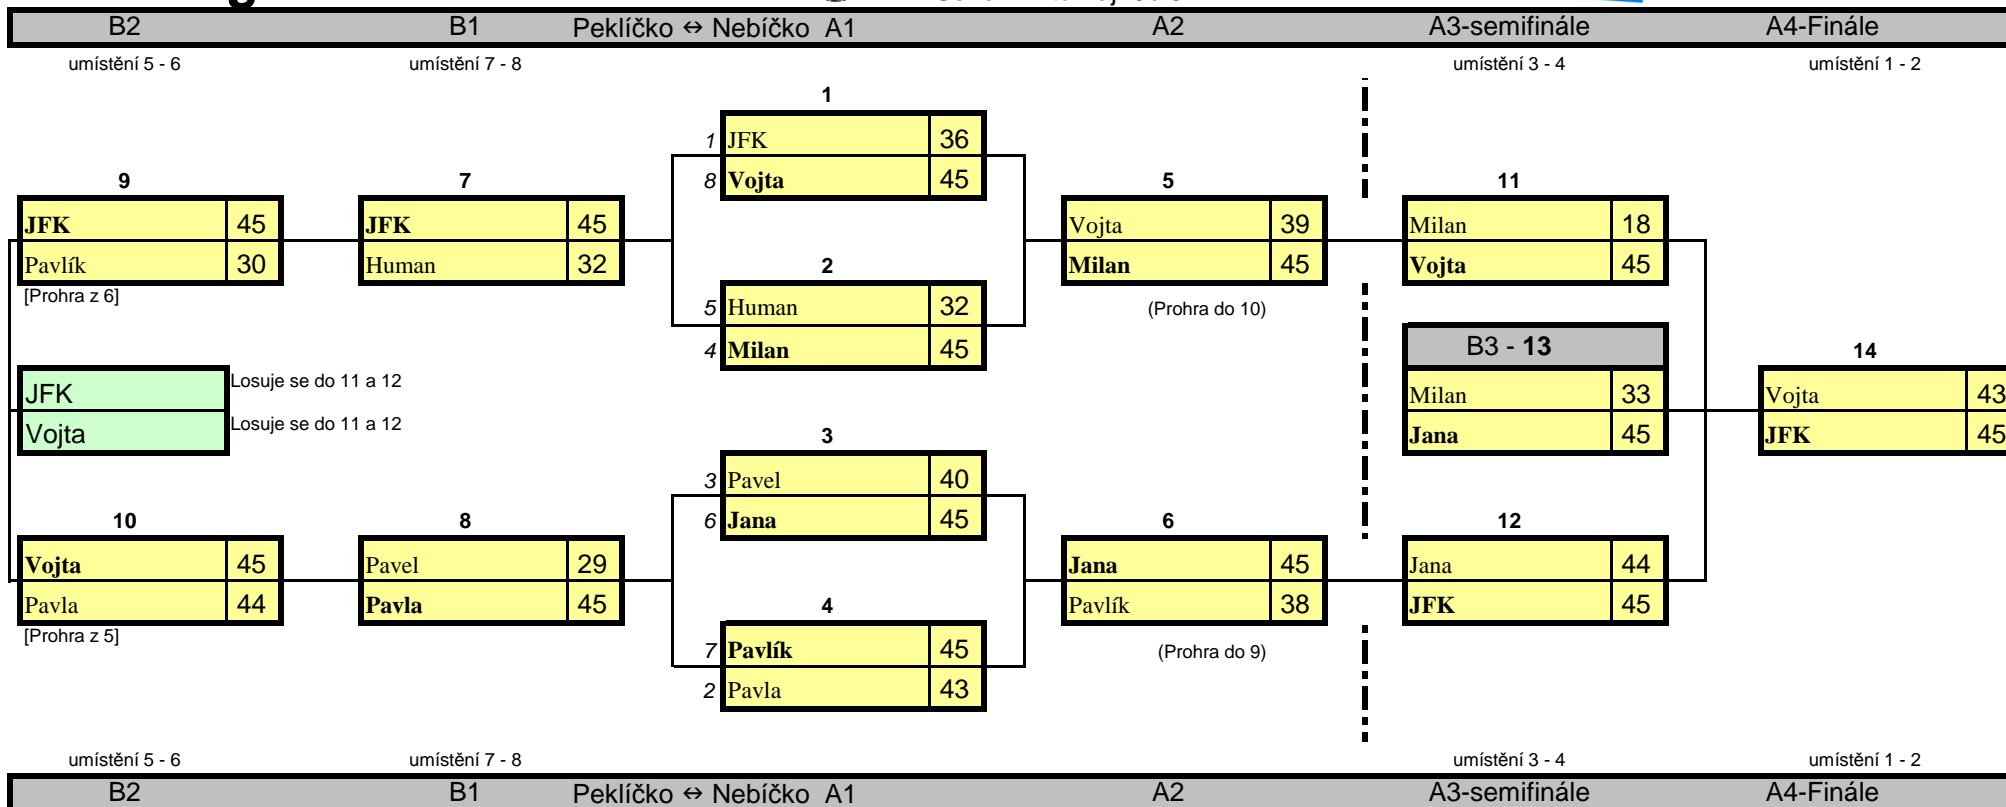 B2 B1 Peklíčko ↔ Nebíčko A1 A2 A3-semifinále A4-Finále
umístění 5 - 6 umístění 7 - 8 umístění 3 - 4 umístění 1 - 2
1
1 JFK 36
8 Vojta 45
9 7 5 11
JFK 45 JFK 45 Vojta 39 Milan 18
Pavlík 30 Human 32 Milan 45 Vojta 45
2
[Prohra z 6]
5 Human 32
(Prohra do 10)
4 Milan 45
B3 - 13
14
JFK Losuje se do 11 a 12
Milan 33 Vojta 43
Vojta Losuje se do 11 a 12
Jana 45 JFK 45
3
3 Pavel 40
6 Jana 45
10 8 6 12
Vojta 45 Pavel 29 Jana 45 Jana 44
Pavla 44 Pavla 45 Pavlík 38 JFK 45
4
[Prohra z 5]
7 Pavlík 45
(Prohra do 9)
2 Pavla 43
umístění 5 - 6 umístění 7 - 8 umístění 3 - 4 umístění 1 - 2
B2 B1 Peklíčko ↔ Nebíčko A1 A2 A3-semifinále A4-Finále